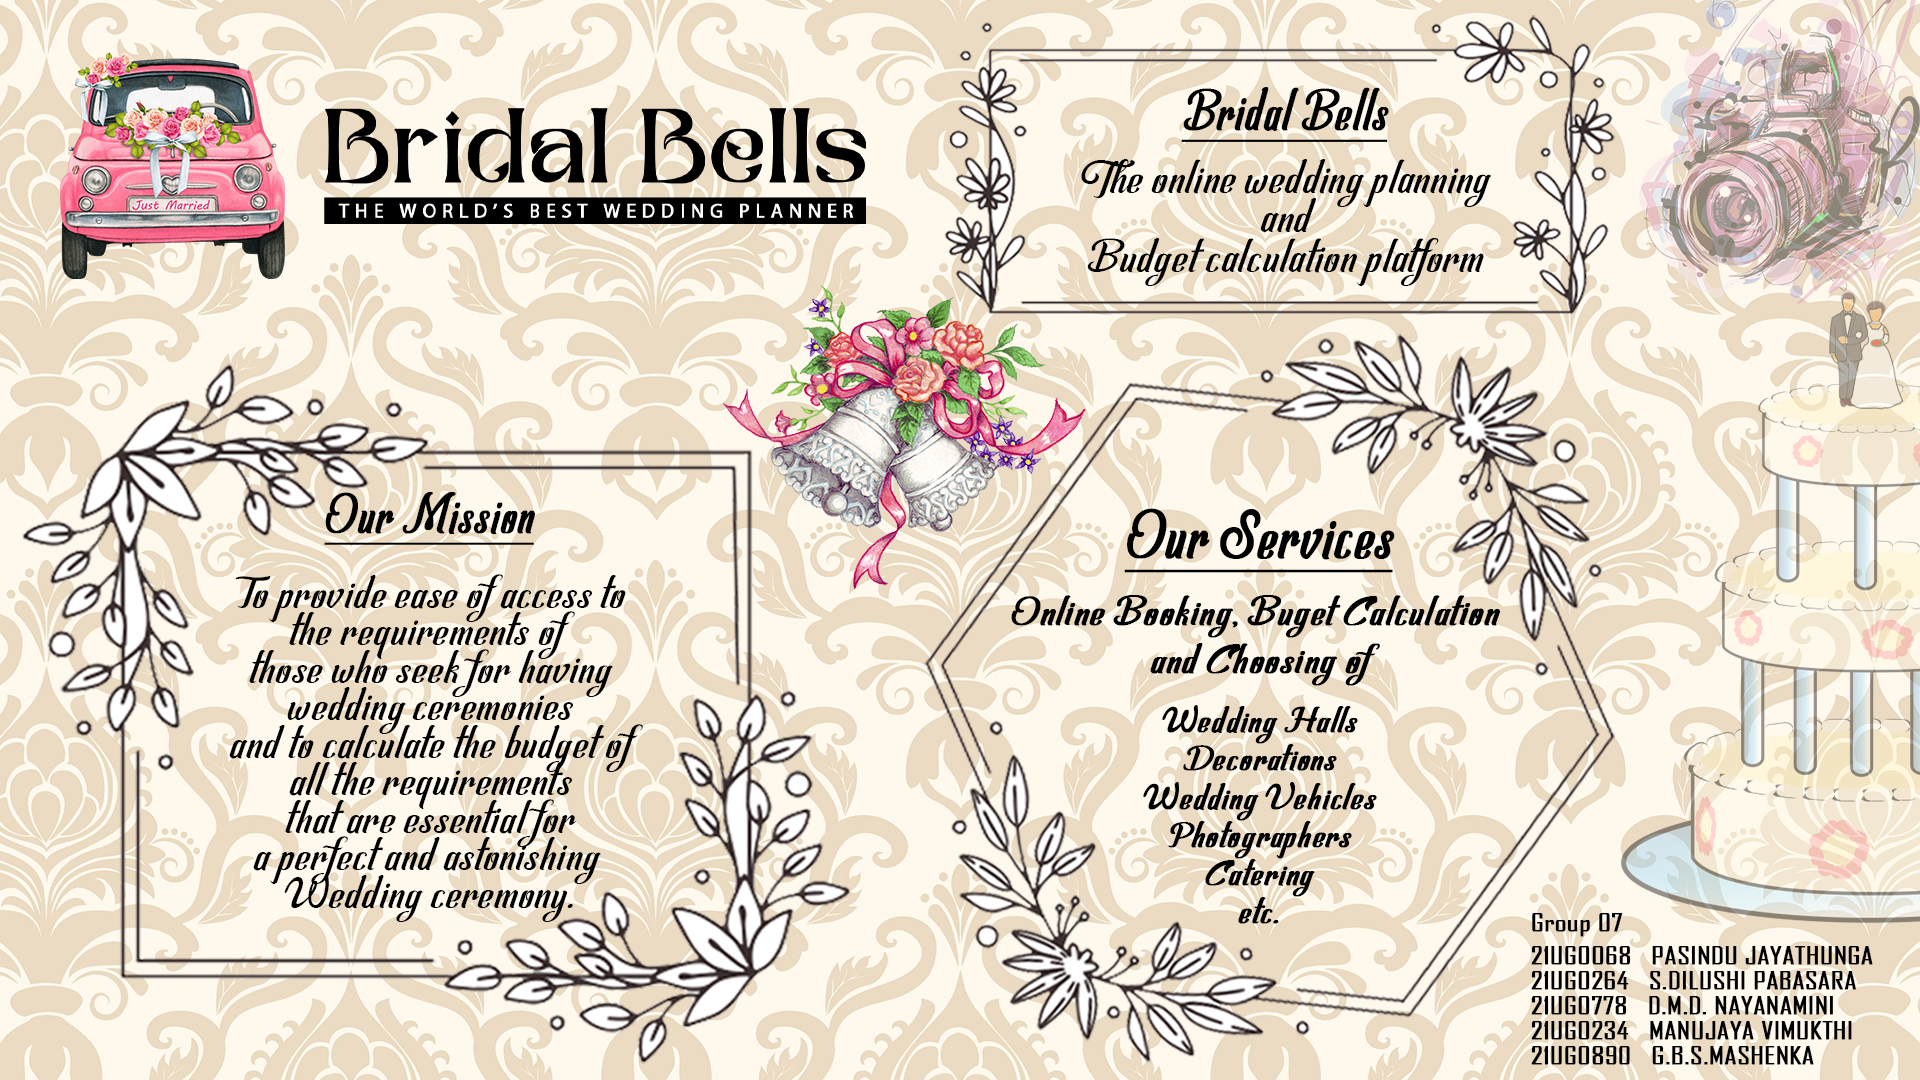 Just Married
Bridal Bells
THE WORLD'S BEST WEDDING PLANNER
Bridal Bells
The online wedding planning
and
Budget calculation platform
Our Mission
To provide ease of access to
the requirements of
those who seek for having
wedding ceremonies
and to calculate the budget of
all the requirements
that are essential for
a perfect and astonishing
Wedding ceremony.
Our Services
Online Booking, Buget Calculation
and Choosing of
Wedding Halls
Decorations
Wedding Vehicles
Photographers
Catering
etc.
Group 07
21UG0068 PASINDU JAYATHUNGA
21UG0264 S.DILUSHI PABASARA
21UG0778 D.M.D. NAYANAMINI
21UG0234 MANUJAYA VIMUKTHI
21UG0890 G.B.S.MASHENKA